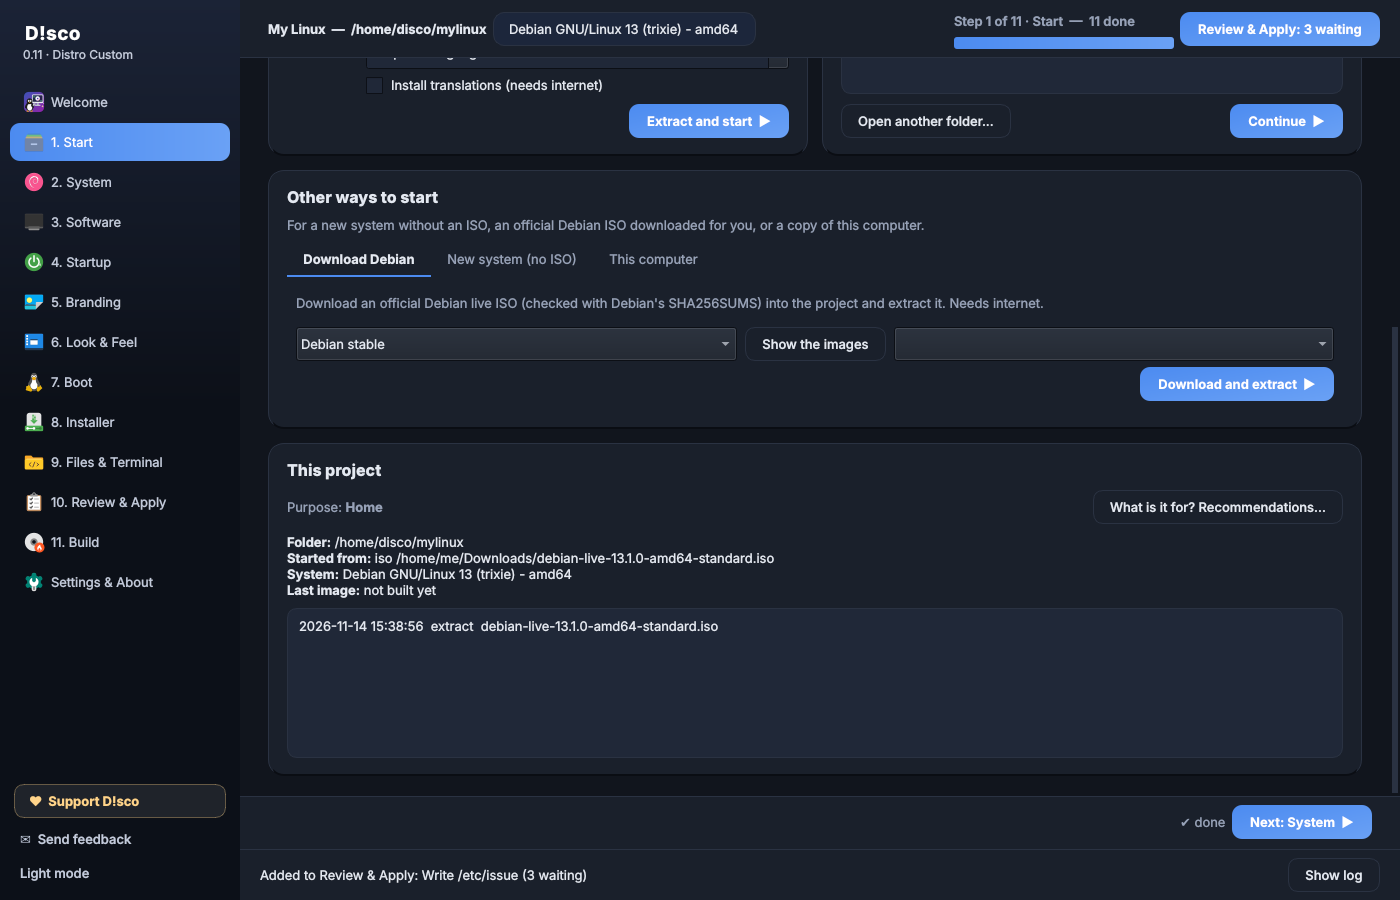 D!sco
0.11 · Distro Custom
Welcome
1. Start
2. System
3. Software
4. Startup
5. Branding
6. Look & Feel
7. Boot
8. Installer
9. Files & Terminal
10. Review & Apply
11. Build
Settings & About
Support D!sco
Send feedback
Light mode
My Linux — /home/disco/mylinux
Debian GNU/Linux 13 (trixie) - amd64
Step 1 of 11 · Start — 11 done
Review & Apply: 3 waiting
Install translations (needs internet)
Extract and start ▶
Open another folder...
Continue ▶
Other ways to start
For a new system without an ISO, an official Debian ISO downloaded for you, or a copy of this computer.
Download Debian
New system (no ISO)
This computer
Download an official Debian live ISO (checked with Debian's SHA256SUMS) into the project and extract it. Needs internet.
Debian stable
Show the images
Download and extract ▶
This project
Purpose: Home
What is it for? Recommendations...
Folder: /home/disco/mylinux
Started from: iso /home/me/Downloads/debian-live-13.1.0-amd64-standard.iso
System: Debian GNU/Linux 13 (trixie) - amd64
Last image: not built yet
2026-11-14 15:38:56 extract debian-live-13.1.0-amd64-standard.iso
✔ done
Next: System ▶
Added to Review & Apply: Write /etc/issue (3 waiting)
Show log